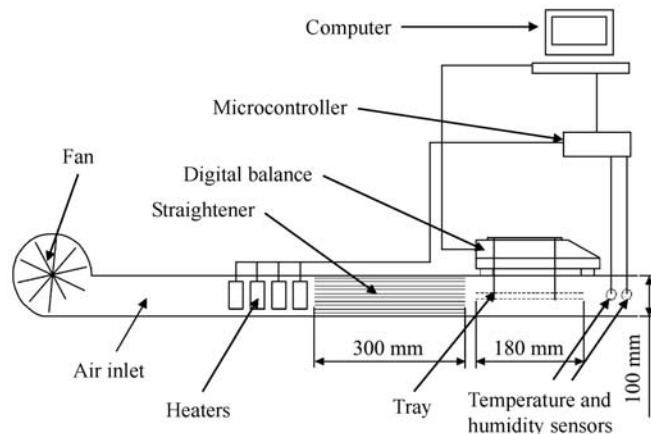 Computer
Microcontroller
Fan
Digital balance
Straightener
300 mm
180 mm
100 mm
Air inlet
Heaters
Tray
Temperature and
humidity sensors